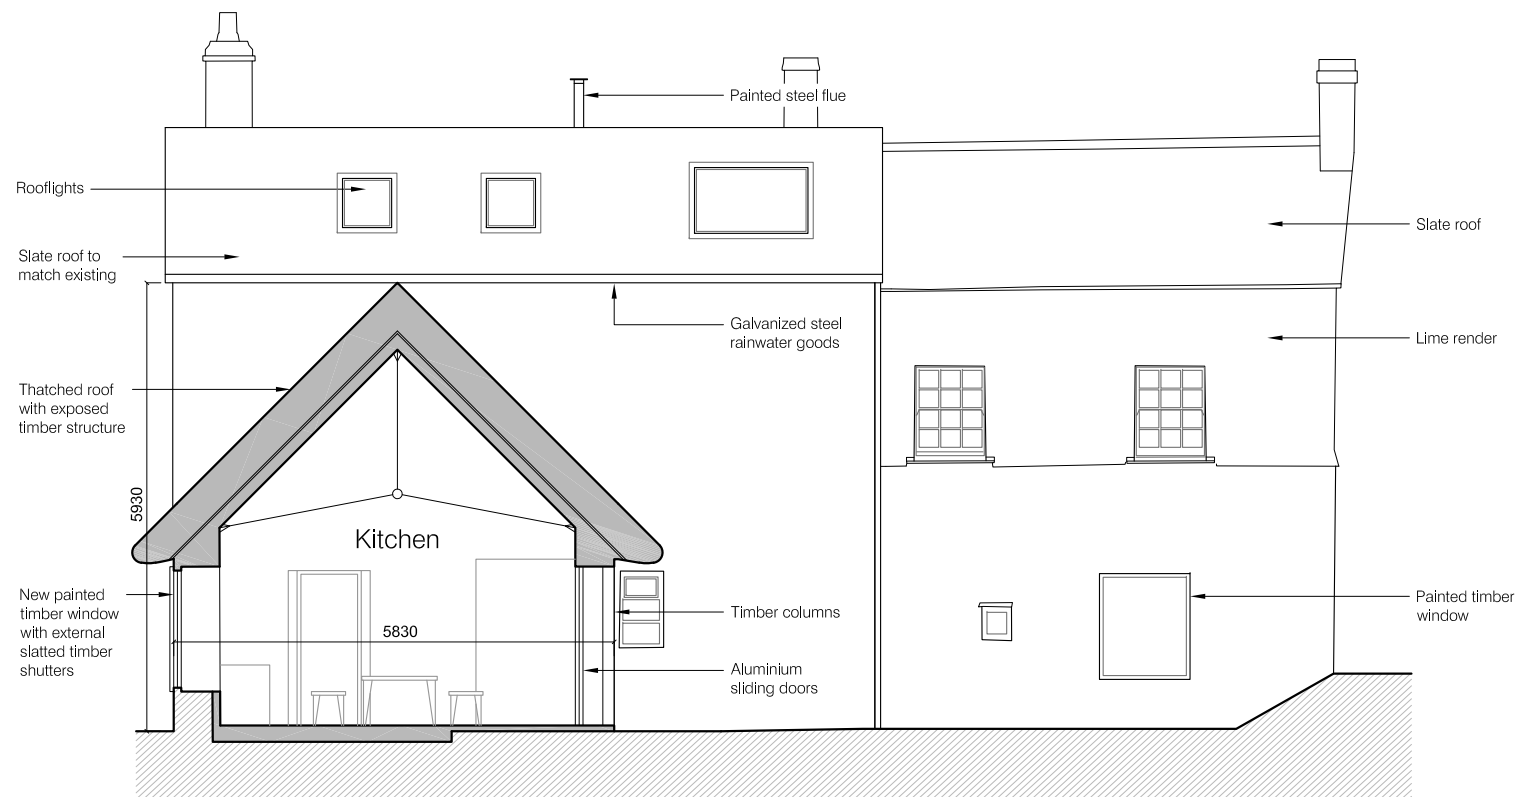 Painted steel flue
Rooflights
Slate roof
Slate roof to
match existing
Galvanized steel
rainwater goods
Lime render
Thatched roof
with exposed
timber structure
5930
Kitchen
New painted
timber window
with external
slatted timber
shutters
Painted timber
window
Timber columns
5830
Aluminium
sliding doors